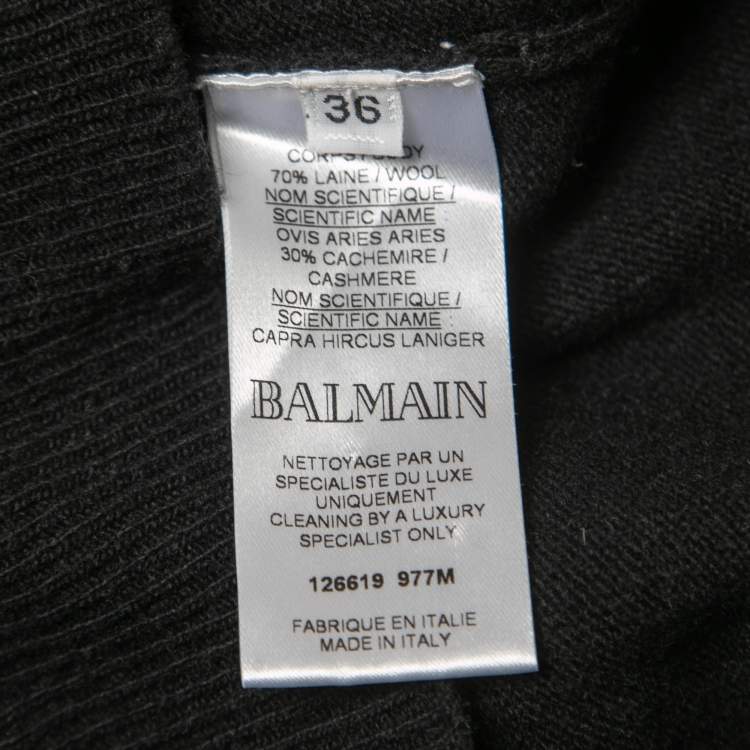 36
CORPS / BODY
70% LAINE / WOOL
NOM SCIENTIFIQUE /
SCIENTIFIC NAME :
OVIS ARIES ARIES
30% CACHEMIRE /
CASHMERE
NOM SCIENTIFIQUE /
SCIENTIFIC NAME :
CAPRA HIRCUS LANIGER
BALMAIN
NETTOYAGE PAR UN
SPECIALISTE DU LUXE
UNIQUEMENT
CLEANING BY A LUXURY
SPECIALIST ONLY
126619 977M
FABRIQUE EN ITALIE
MADE IN ITALY